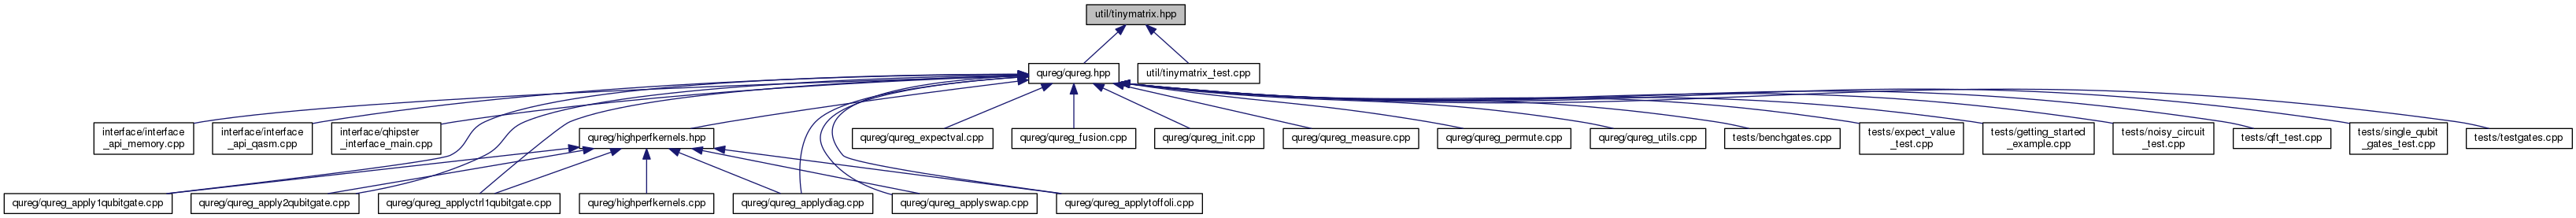 util/tinymatrix.hpp
qureg/qureg.hpp
util/tinymatrix_test.cpp
interface/interface
_api_memory.cpp
interface/interface
_api_qasm.cpp
interface/qhipster
_interface_main.cpp
qureg/highperfkernels.hpp
qureg/qureg_expectval.cpp
qureg/qureg_fusion.cpp
qureg/qureg_init.cpp
qureg/qureg_measure.cpp
qureg/qureg_permute.cpp
qureg/qureg_utils.cpp
tests/benchgates.cpp
tests/expect_value
_test.cpp
tests/getting_started
_example.cpp
tests/noisy_circuit
_test.cpp
tests/qft_test.cpp
tests/single_qubit
_gates_test.cpp
tests/testgates.cpp
qureg/qureg_apply1qubitgate.cpp
qureg/qureg_apply2qubitgate.cpp
qureg/qureg_applyctrl1qubitgate.cpp
qureg/highperfkernels.cpp
qureg/qureg_applydiag.cpp
qureg/qureg_applyswap.cpp
qureg/qureg_applytoffoli.cpp